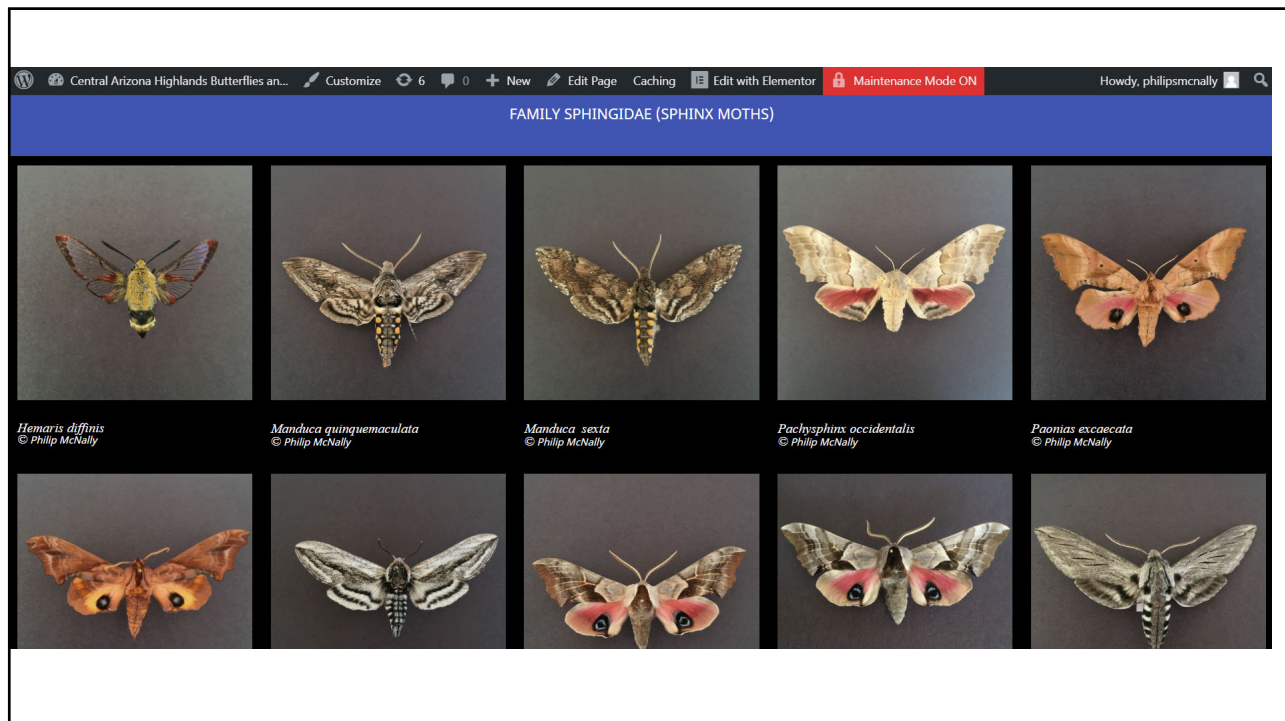 Central Arizona Highlands Butterflies an... Customize 6 0 New Edit Page Caching Edit with Elementor Maintenance Mode ON Howdy, philipsmcnally
FAMILY SPHINGIDAE (SPHINX MOTHS)
Hemaris diffinis
© Philip McNally
Manduca quinquemaculata
© Philip McNally
Manduca sexta
© Philip McNally
Pachysphinx occidentalis
© Philip McNally
Paonias excaecata
© Philip McNally